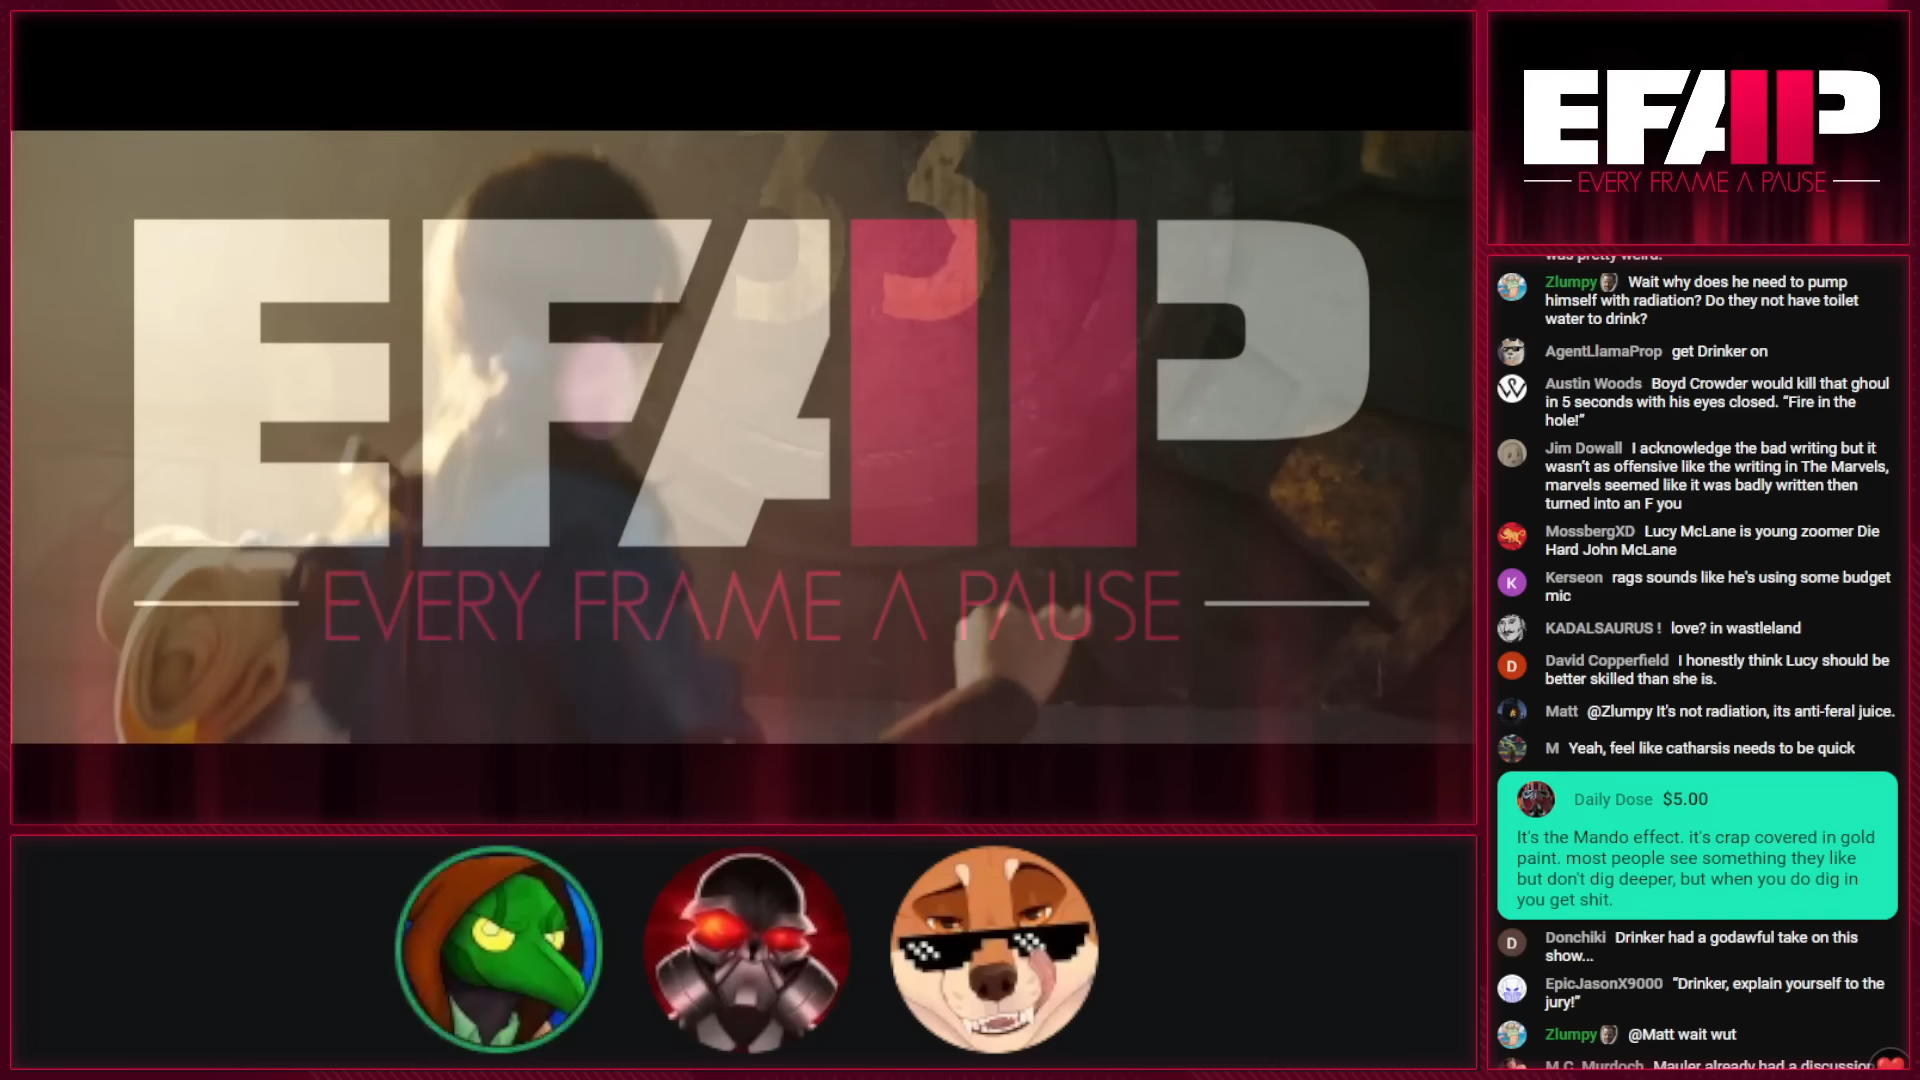 EFAP
EVERY FRAME A PAUSE
EFAP
EVERY FRAME A PAUSE
was pretty weird.
Zlumpy Wait why does he need to pump
himself with radiation? Do they not have toilet
water to drink?
AgentLlamaProp get Drinker on
Austin Woods Boyd Crowder would kill that ghoul
in 5 seconds with his eyes closed. “Fire in the
hole!”
Jim Dowall I acknowledge the bad writing but it
wasn’t as offensive like the writing in The Marvels,
marvels seemed like it was badly written then
turned into an F you
MossbergXD Lucy McLane is young zoomer Die
Hard John McLane
K Kerseon rags sounds like he's using some budget
mic
KADALSAURUS ! love? in wastleland
D David Copperfield I honestly think Lucy should be
better skilled than she is.
Matt @Zlumpy It's not radiation, its anti-feral juice.
M Yeah, feel like catharsis needs to be quick
Daily Dose $5.00
It's the Mando effect. it's crap covered in gold
paint. most people see something they like
but don't dig deeper, but when you do dig in
you get shit.
D Donchiki Drinker had a godawful take on this
show...
EpicJasonX9000 “Drinker, explain yourself to the
jury!”
Zlumpy @Matt wait wut
M.C. Murdoch Mauler already had a discussion